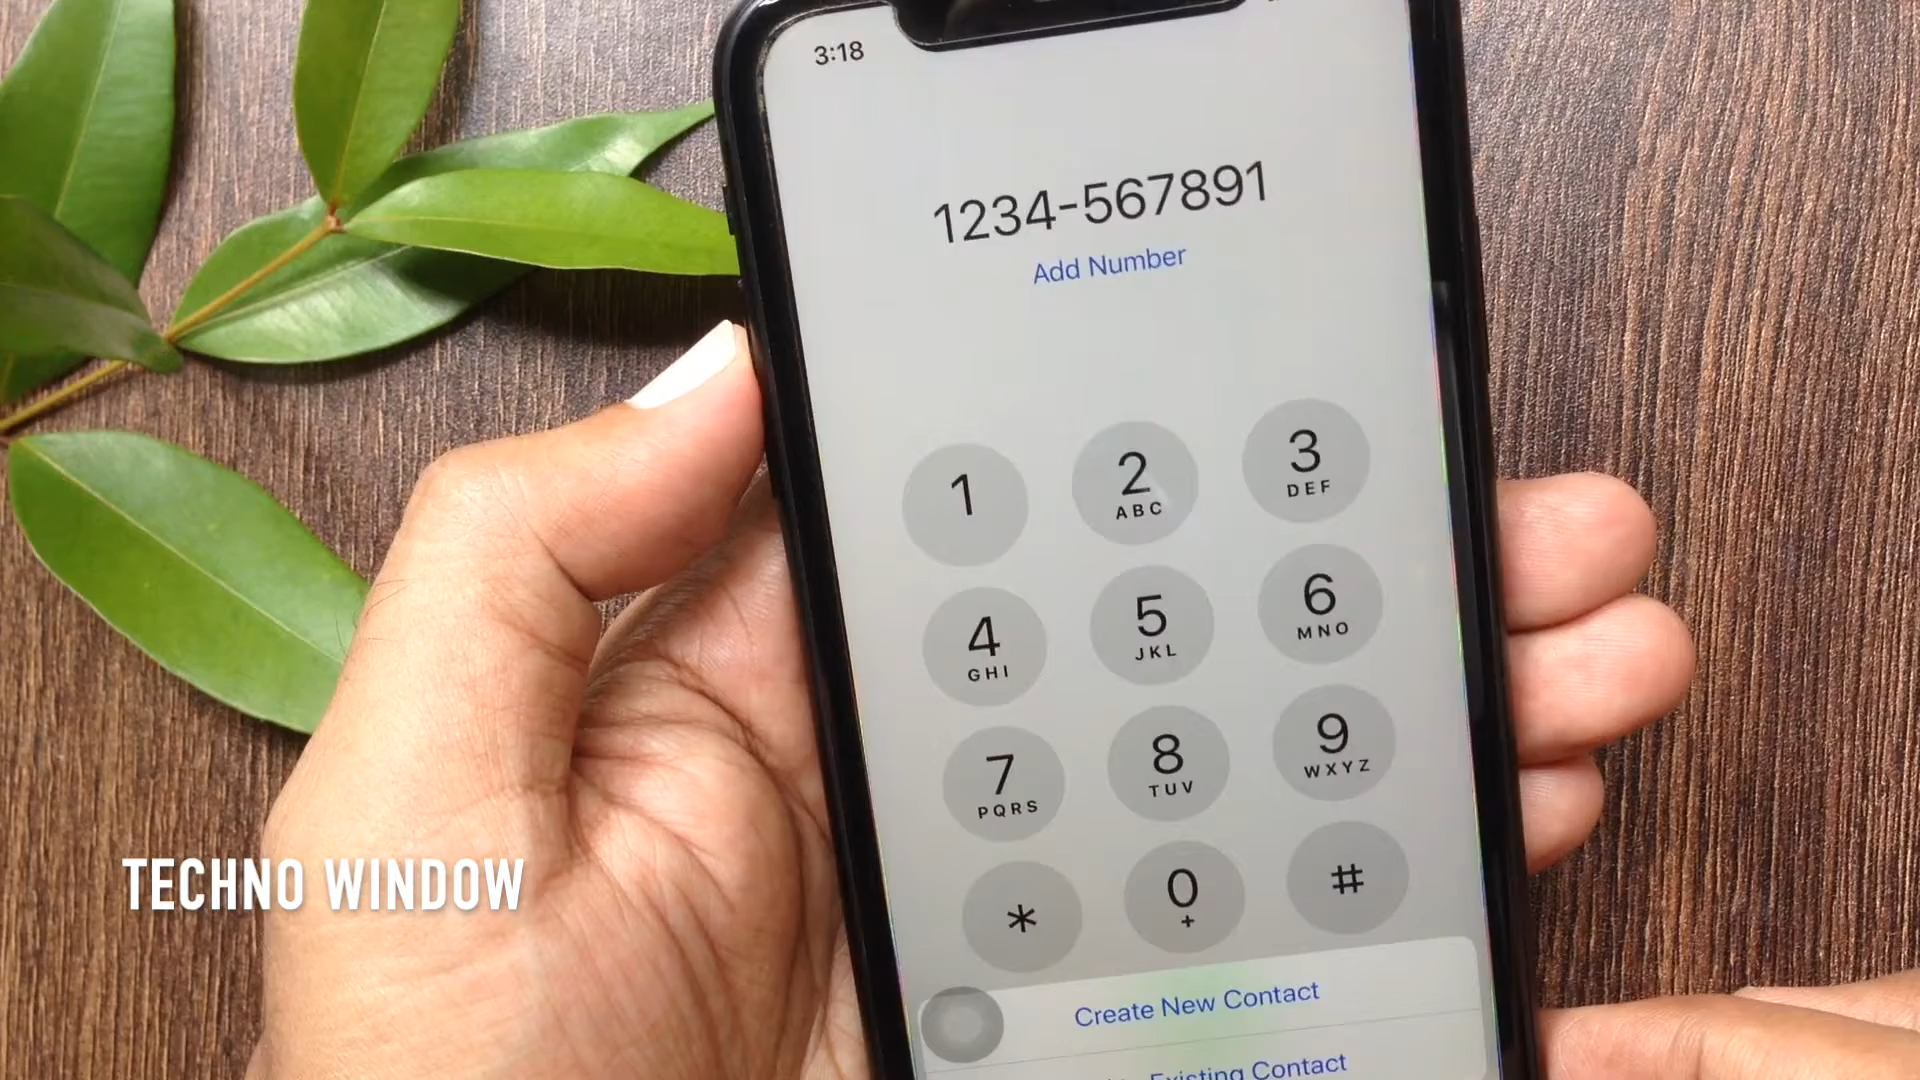 3:18
1234-567891
Add Number
1
2
ABC
3
DEF
4
GHI
5
JKL
6
MNO
7
PQRS
8
TUV
9
WXYZ
*
0
+
#
TECHNO WINDOW
Create New Contact
Existing Contact